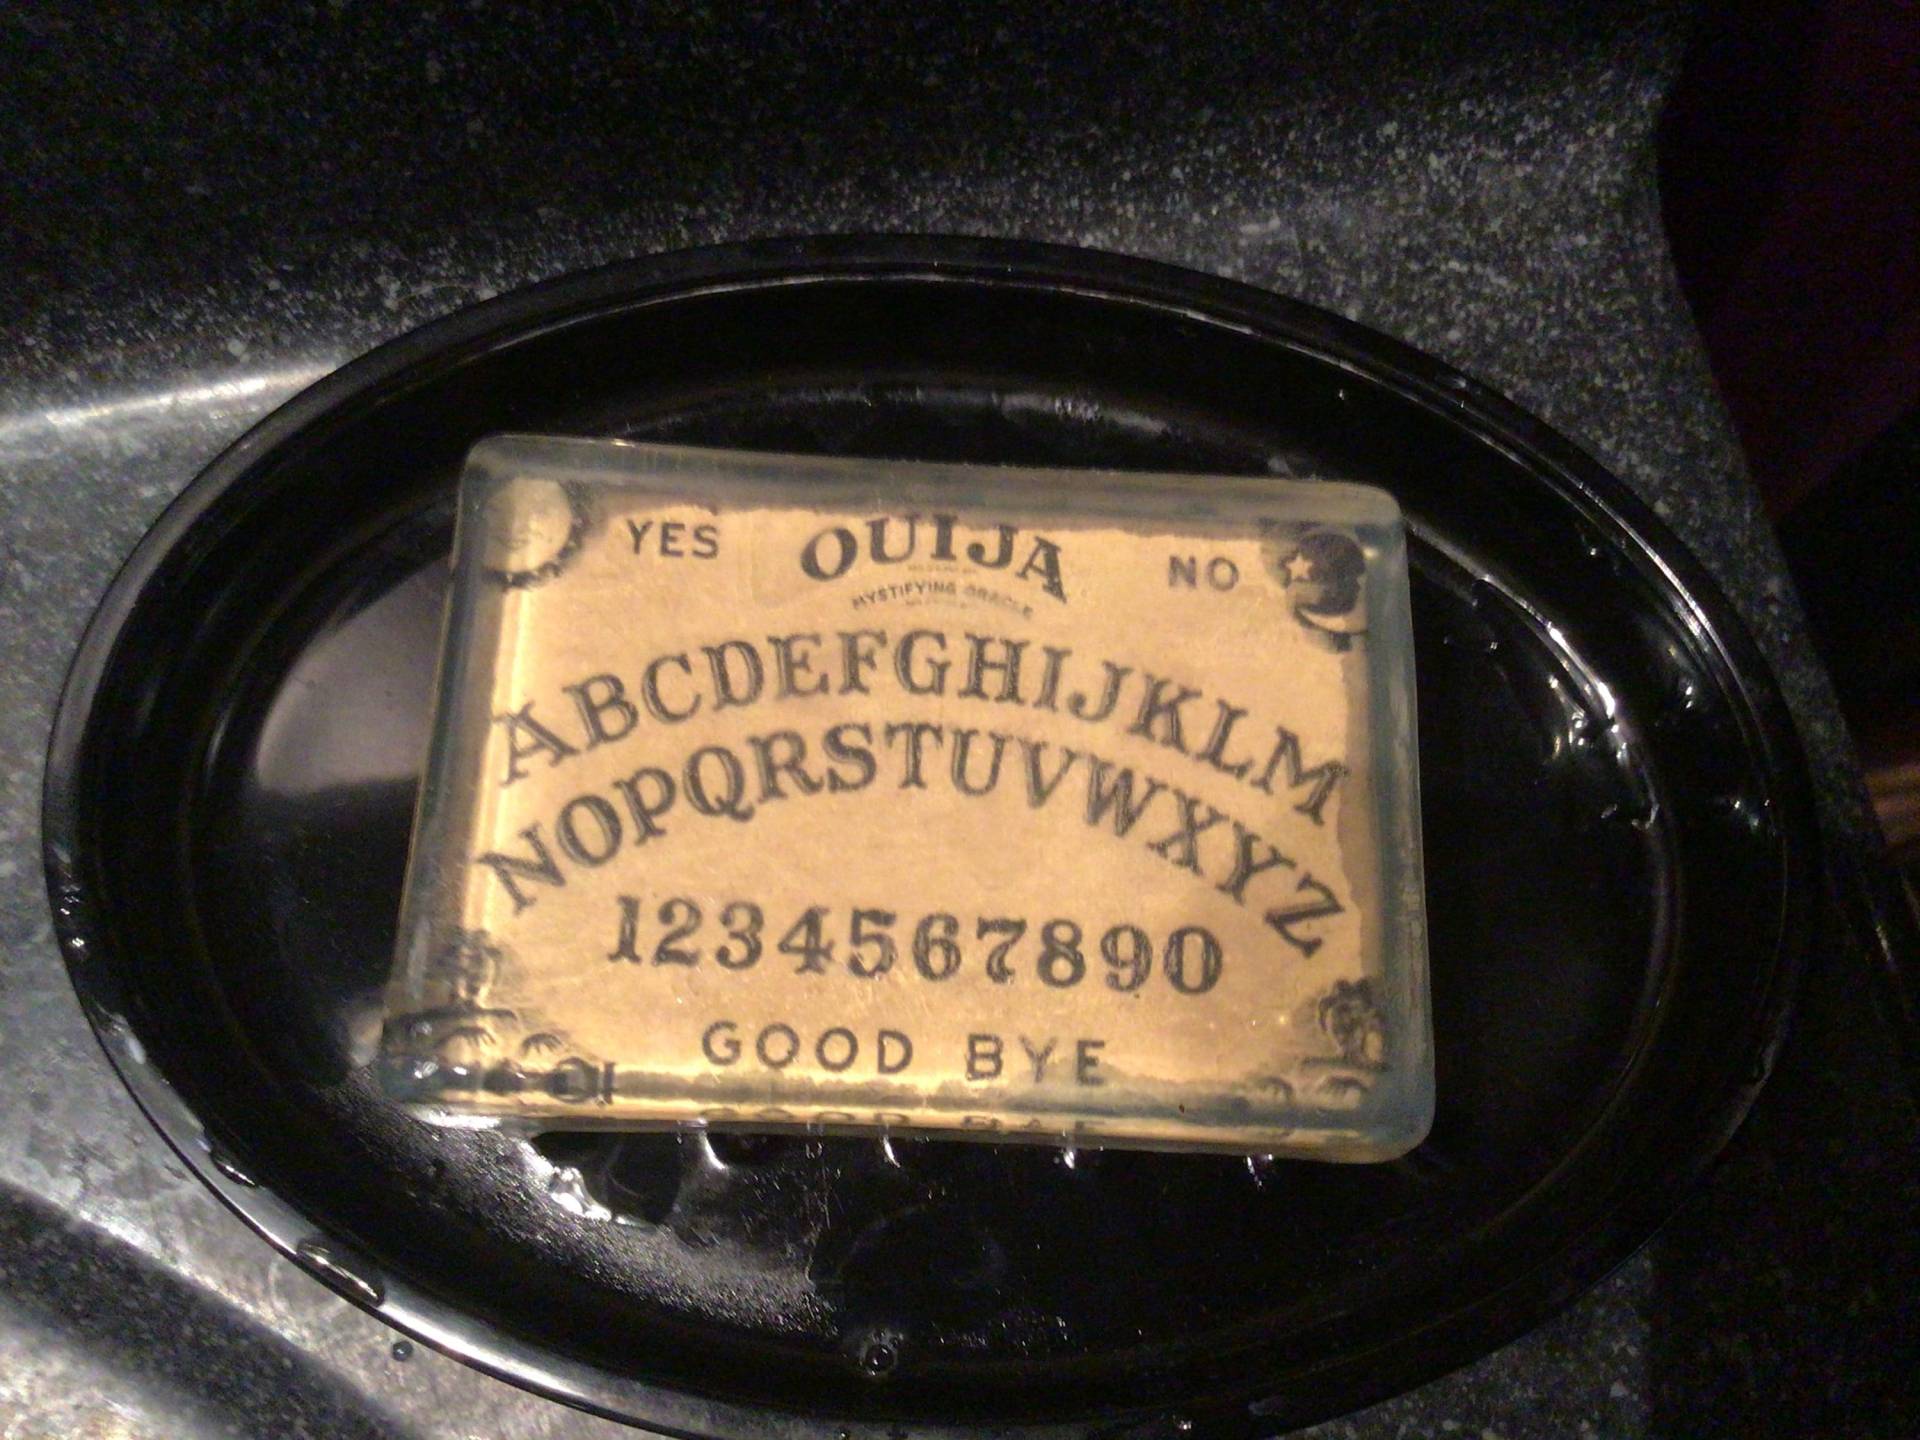 YES OUIJA NO
MYSTIFYING ORACLE
ABCDEFGHIJKLM
NOPQRSTUVWXYZ
1234567890
GOOD BYE